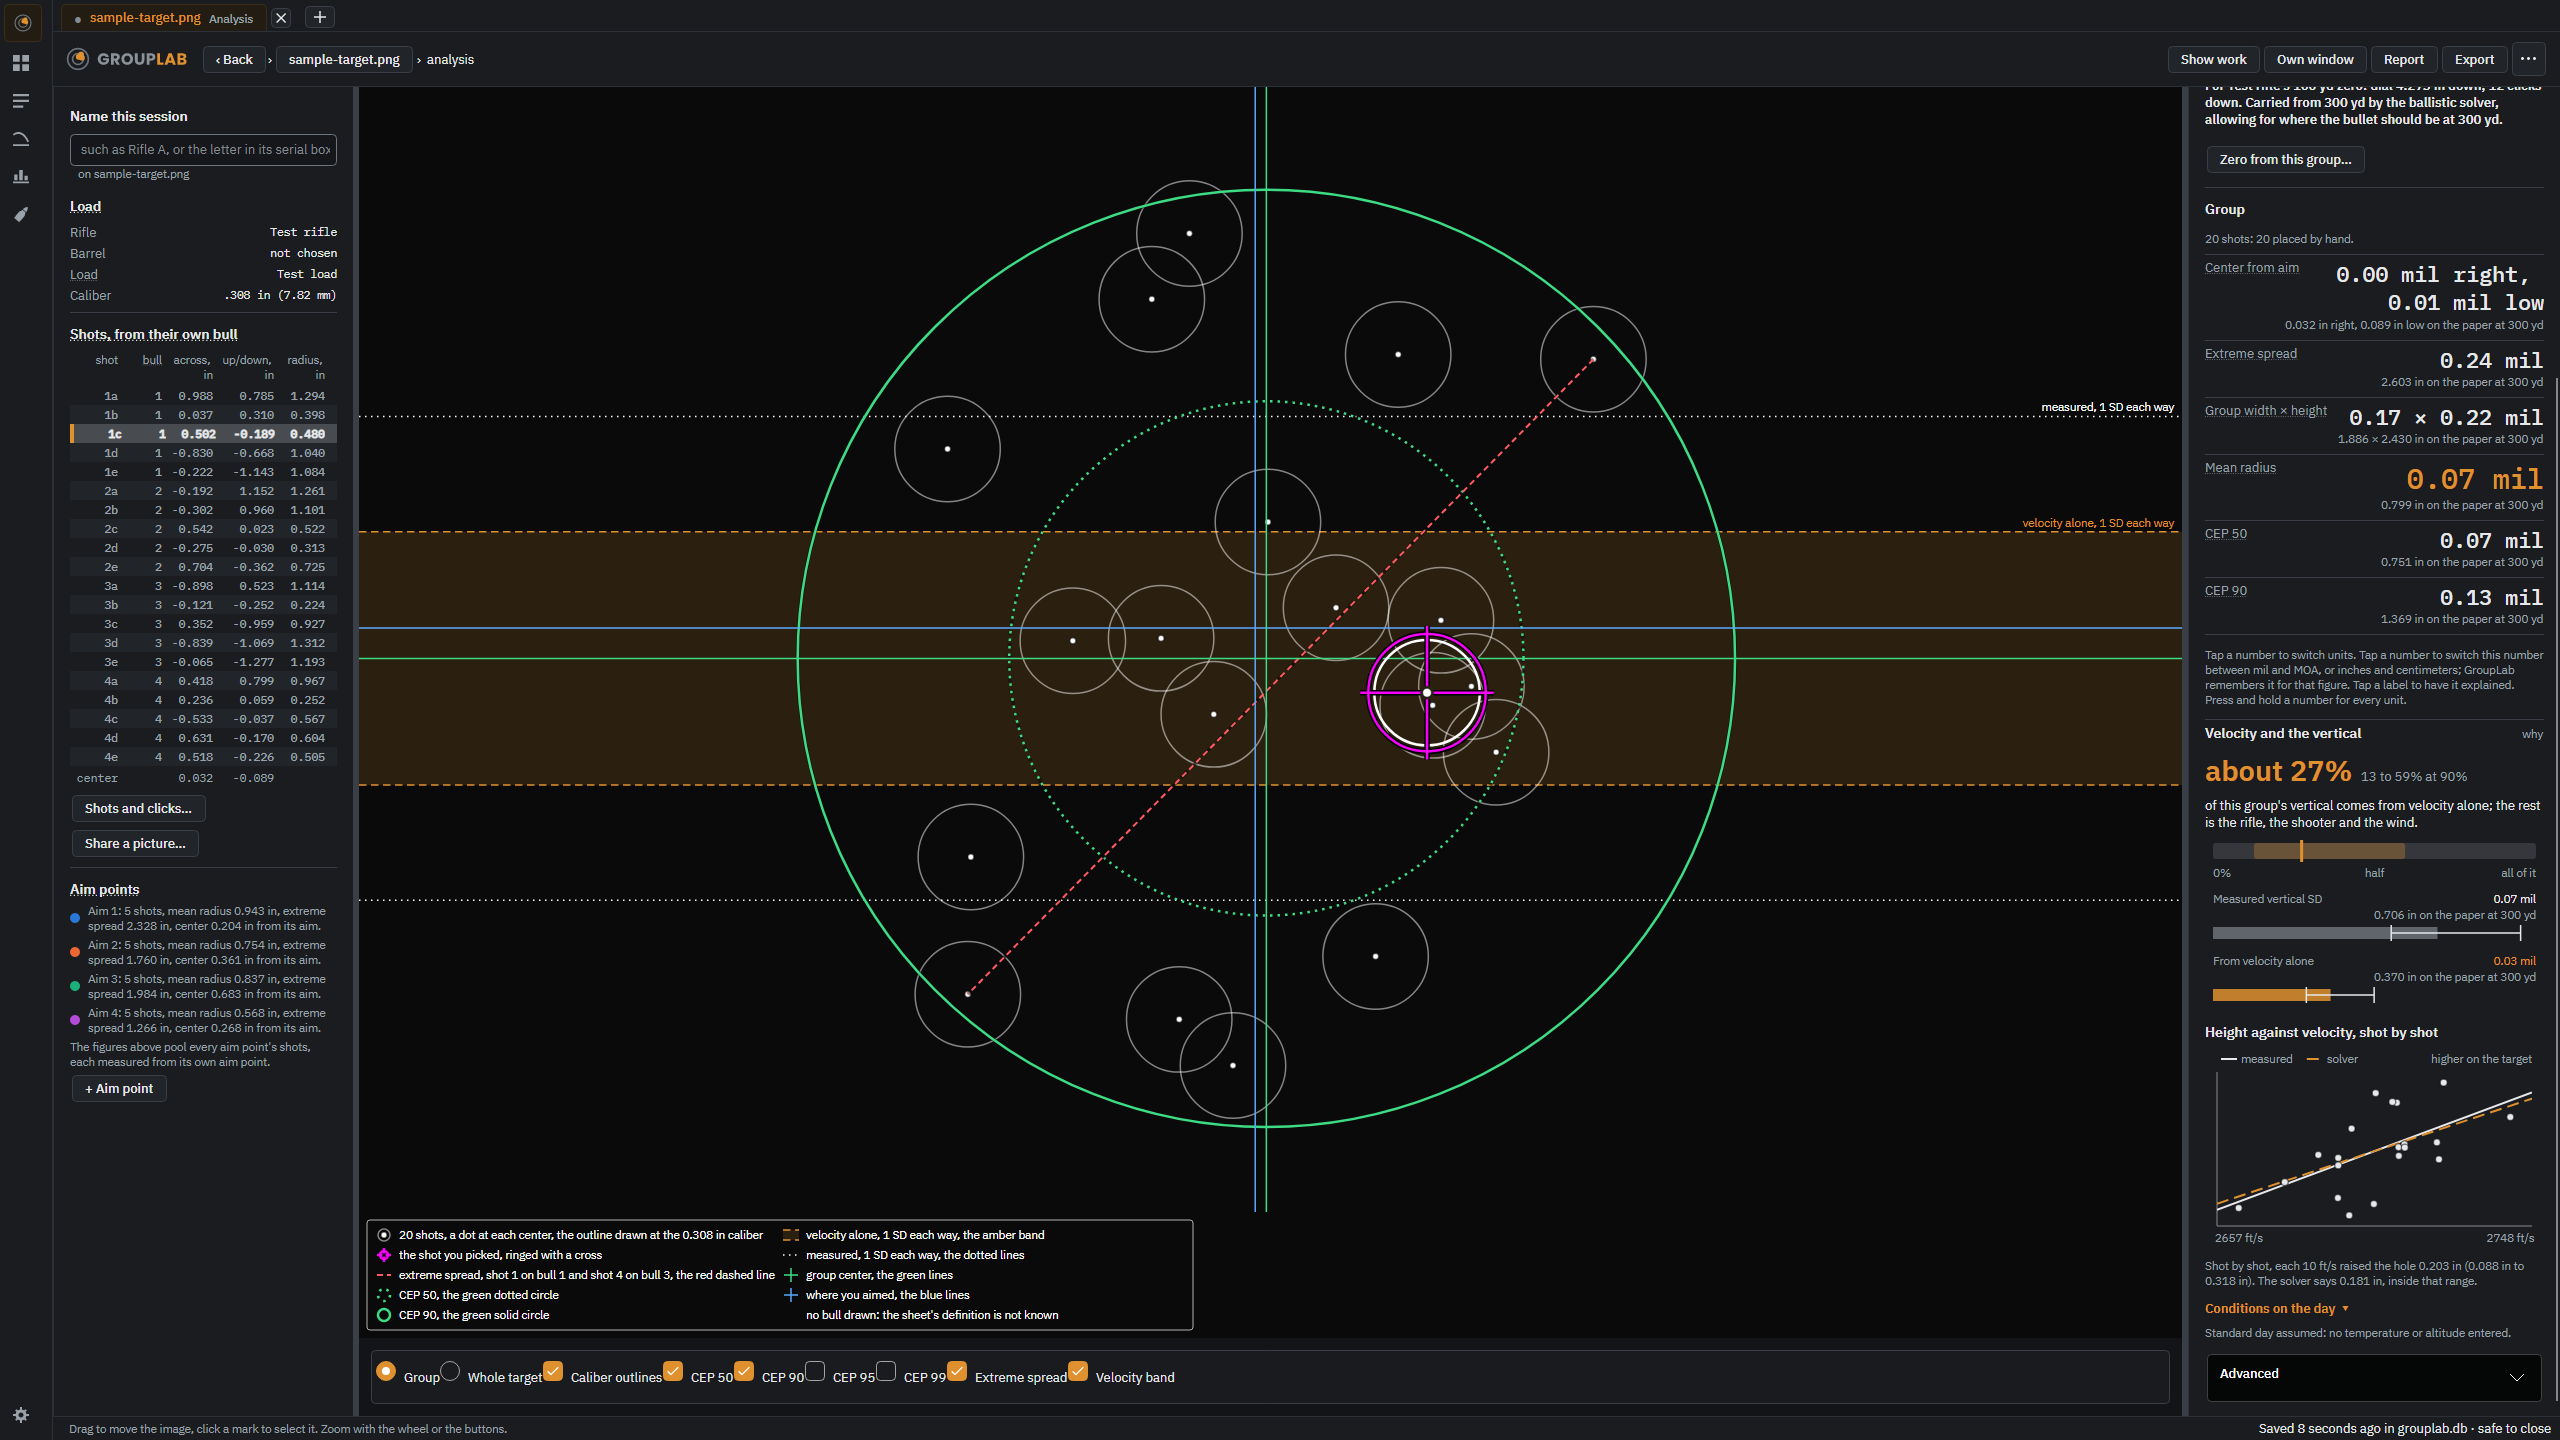 sample-target.png Analysis
GROUPLAB
‹ Back › sample-target.png › analysis
Show work
Own window
Report
Export
Name this session
such as Rifle A, or the letter in its serial box
on sample-target.png
Load
Rifle Test rifle
Barrel not chosen
Load Test load
Caliber .308 in (7.82 mm)
Shots, from their own bull
shot bull across, in up/down, in radius, in
1a 1 0.988 0.785 1.294
1b 1 0.037 0.310 0.398
1c 1 0.502 -0.189 0.480
1d 1 -0.830 -0.668 1.040
1e 1 -0.222 -1.143 1.084
2a 2 -0.192 1.152 1.261
2b 2 -0.302 0.960 1.101
2c 2 0.542 0.023 0.522
2d 2 -0.275 -0.030 0.313
2e 2 0.704 -0.362 0.725
3a 3 -0.898 0.523 1.114
3b 3 -0.121 -0.252 0.224
3c 3 0.352 -0.959 0.927
3d 3 -0.839 -1.069 1.312
3e 3 -0.065 -1.277 1.193
4a 4 0.418 0.799 0.967
4b 4 0.236 0.059 0.252
4c 4 -0.533 -0.037 0.567
4d 4 0.631 -0.170 0.604
4e 4 0.518 -0.226 0.505
center 0.032 -0.089
Shots and clicks...
Share a picture...
Aim points
Aim 1: 5 shots, mean radius 0.943 in, extreme
spread 2.328 in, center 0.204 in from its aim.
Aim 2: 5 shots, mean radius 0.754 in, extreme
spread 1.760 in, center 0.361 in from its aim.
Aim 3: 5 shots, mean radius 0.837 in, extreme
spread 1.984 in, center 0.683 in from its aim.
Aim 4: 5 shots, mean radius 0.568 in, extreme
spread 1.266 in, center 0.268 in from its aim.
The figures above pool every aim point's shots,
each measured from its own aim point.
+ Aim point
measured, 1 SD each way
velocity alone, 1 SD each way
20 shots, a dot at each center, the outline drawn at the 0.308 in caliber
the shot you picked, ringed with a cross
extreme spread, shot 1 on bull 1 and shot 4 on bull 3, the red dashed line
CEP 50, the green dotted circle
CEP 90, the green solid circle
velocity alone, 1 SD each way, the amber band
measured, 1 SD each way, the dotted lines
group center, the green lines
where you aimed, the blue lines
no bull drawn: the sheet's definition is not known
Group Whole target Caliber outlines CEP 50 CEP 90 CEP 95 CEP 99 Extreme spread Velocity band
down. Carried from 300 yd by the ballistic solver,
allowing for where the bullet should be at 300 yd.
Zero from this group...
Group
20 shots: 20 placed by hand.
Center from aim 0.00 mil right,
0.01 mil low
0.032 in right, 0.089 in low on the paper at 300 yd
Extreme spread 0.24 mil
2.603 in on the paper at 300 yd
Group width × height 0.17 × 0.22 mil
1.886 × 2.430 in on the paper at 300 yd
Mean radius 0.07 mil
0.799 in on the paper at 300 yd
CEP 50 0.07 mil
0.751 in on the paper at 300 yd
CEP 90 0.13 mil
1.369 in on the paper at 300 yd
Tap a number to switch units. Tap a number to switch this number
between mil and MOA, or inches and centimeters; GroupLab
remembers it for that figure. Tap a label to have it explained.
Press and hold a number for every unit.
Velocity and the vertical why
about 27% 13 to 59% at 90%
of this group's vertical comes from velocity alone; the rest
is the rifle, the shooter and the wind.
0% half all of it
Measured vertical SD 0.07 mil
0.706 in on the paper at 300 yd
From velocity alone 0.03 mil
0.370 in on the paper at 300 yd
Height against velocity, shot by shot
measured solver higher on the target
2657 ft/s 2748 ft/s
Shot by shot, each 10 ft/s raised the hole 0.203 in (0.088 in to
0.318 in). The solver says 0.181 in, inside that range.
Conditions on the day
Standard day assumed: no temperature or altitude entered.
Advanced
Drag to move the image, click a mark to select it. Zoom with the wheel or the buttons.
Saved 8 seconds ago in grouplab.db · safe to close